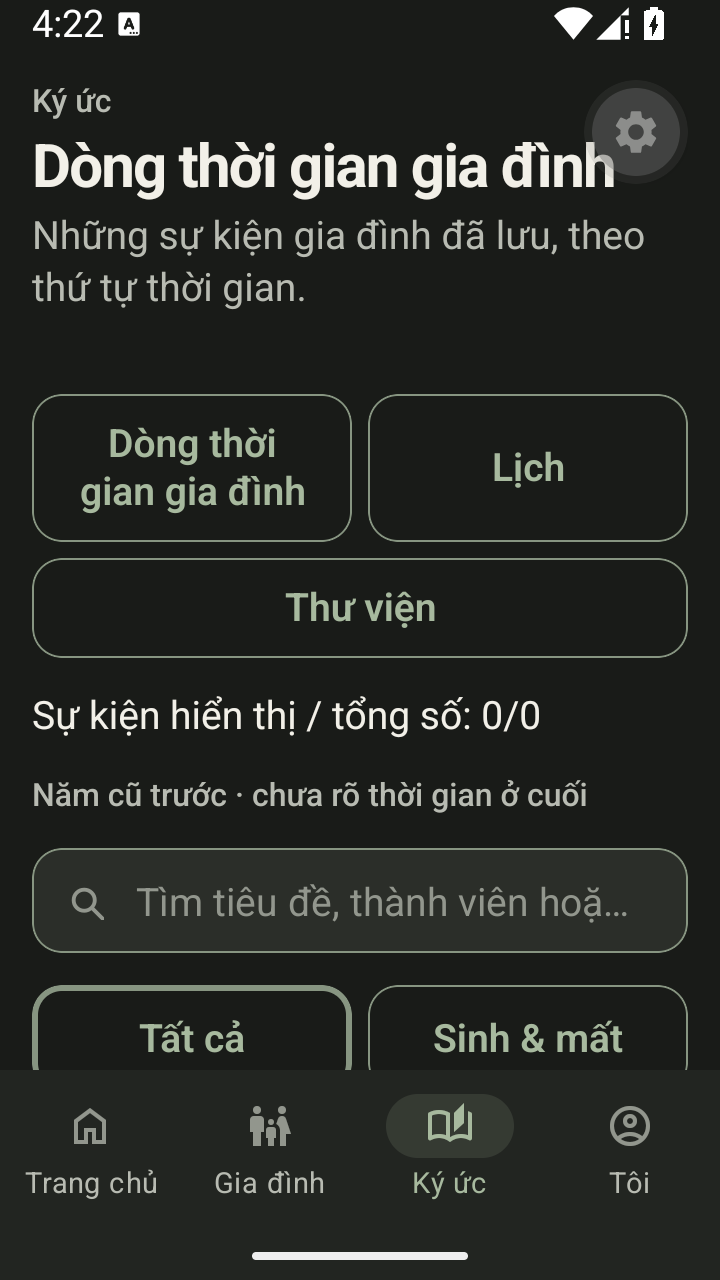 4:22
Ký ức
Dòng thời gian gia đình
Những sự kiện gia đình đã lưu, theo
thứ tự thời gian.
Dòng thời
gian gia đình
Lịch
Thư viện
Sự kiện hiển thị / tổng số: 0/0
Năm cũ trước · chưa rõ thời gian ở cuối
Tìm tiêu đề, thành viên hoặ...
Tất cả
Sinh & mất
Trang chủ
Gia đình
Ký ức
Tôi